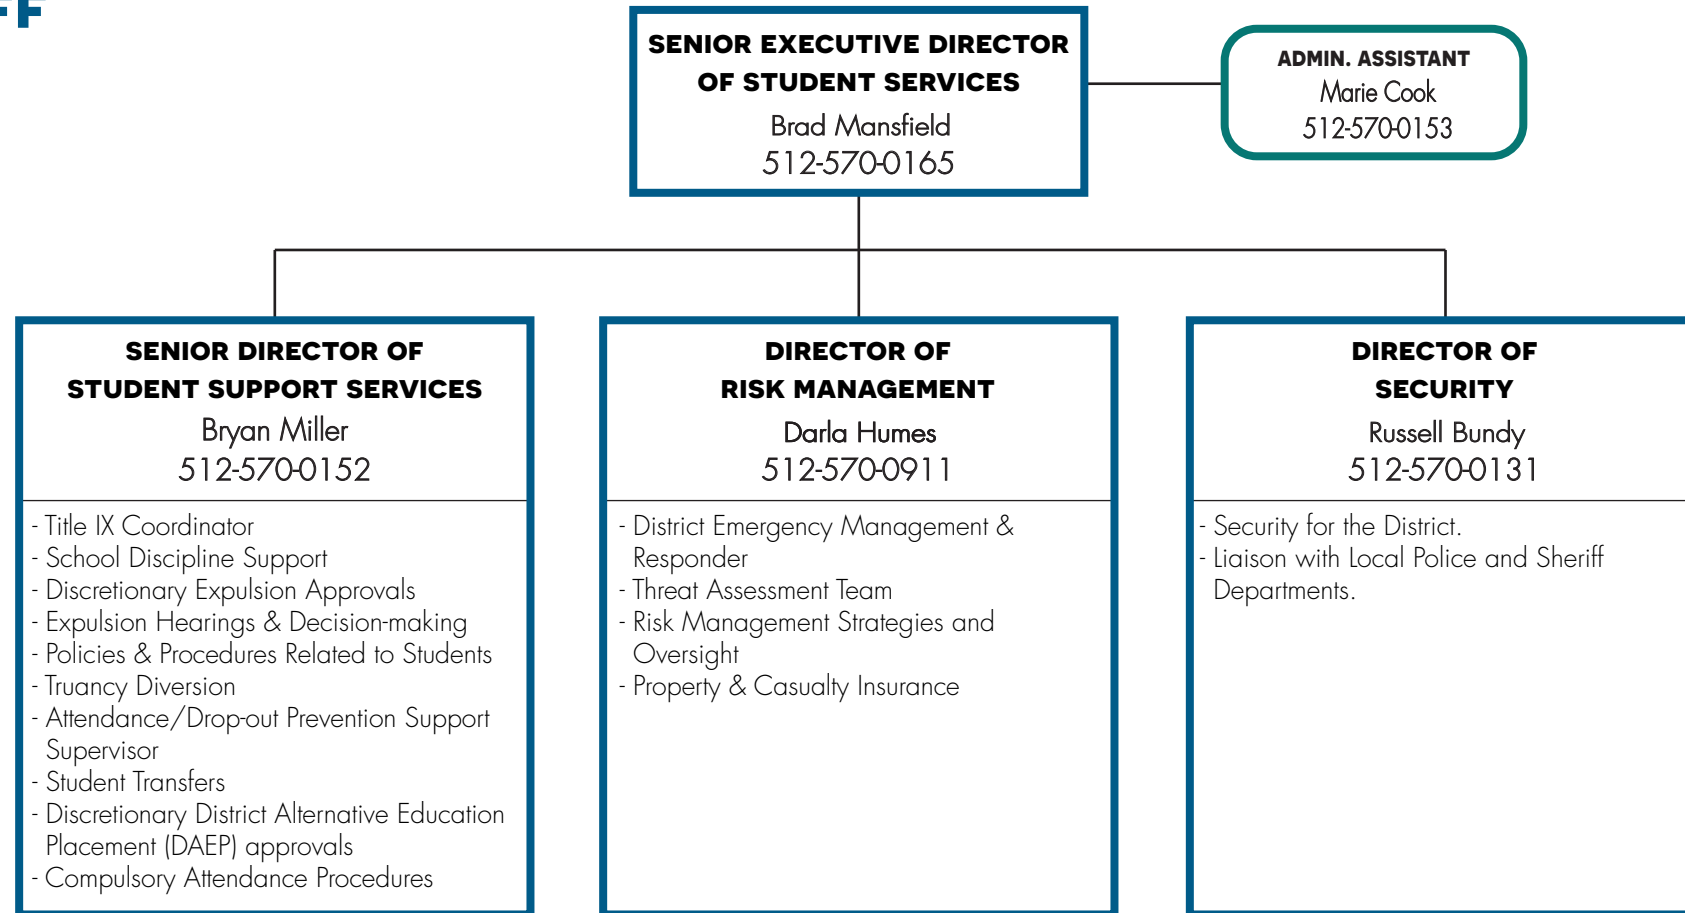 FF
SENIOR EXECUTIVE DIRECTOR
OF STUDENT SERVICES
Brad Mansfield
512-570-0165
ADMIN. ASSISTANT
Marie Cook
512-570-0153
SENIOR DIRECTOR OF
STUDENT SUPPORT SERVICES
Bryan Miller
512-570-0152
- Title IX Coordinator
- School Discipline Support
- Discretionary Expulsion Approvals
- Expulsion Hearings & Decision-making
- Policies & Procedures Related to Students
- Truancy Diversion
- Attendance/Drop-out Prevention Support
Supervisor
- Student Transfers
- Discretionary District Alternative Education
Placement (DAEP) approvals
- Compulsory Attendance Procedures
DIRECTOR OF
RISK MANAGEMENT
Darla Humes
512-570-0911
- District Emergency Management &
Responder
- Threat Assessment Team
- Risk Management Strategies and
Oversight
- Property & Casualty Insurance
DIRECTOR OF
SECURITY
Russell Bundy
512-570-0131
- Security for the District.
- Liaison with Local Police and Sheriff
Departments.